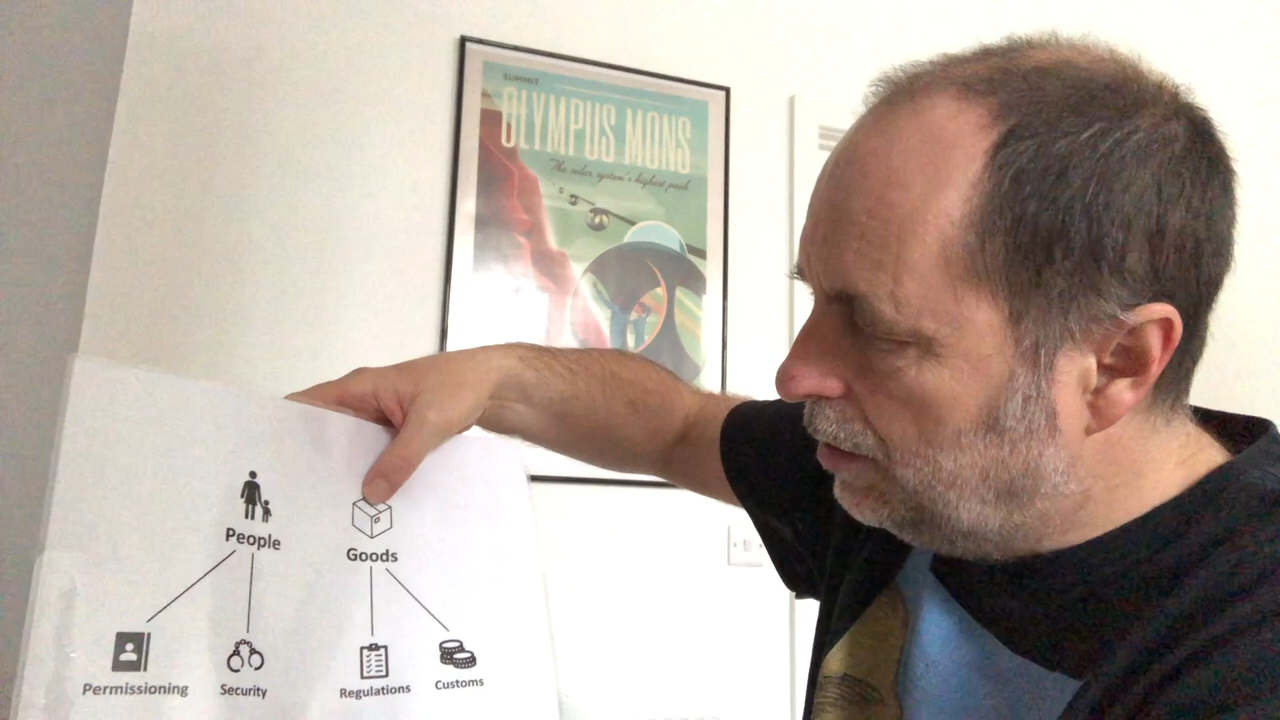 SUMMIT
OLYMPUS MONS
The solar system's highest peak
People
Goods
Permissioning
Security
Regulations
Customs